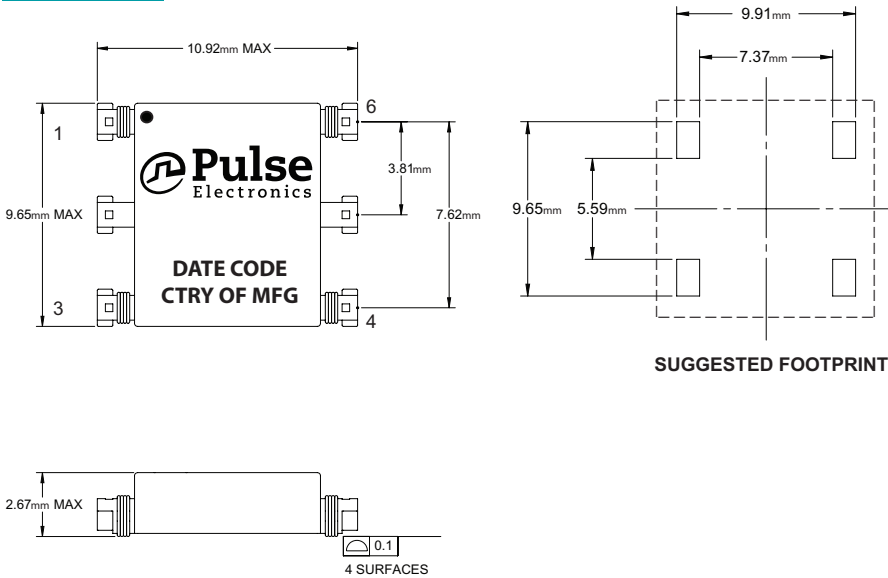 10.92mm MAX
1
6
Pulse
Electronics
3.81mm
9.65mm MAX
7.62mm
DATE CODE
CTRY OF MFG
3
4
9.91mm
7.37mm
9.65mm
5.59mm
SUGGESTED FOOTPRINT
2.67mm MAX
0.1
4 SURFACES